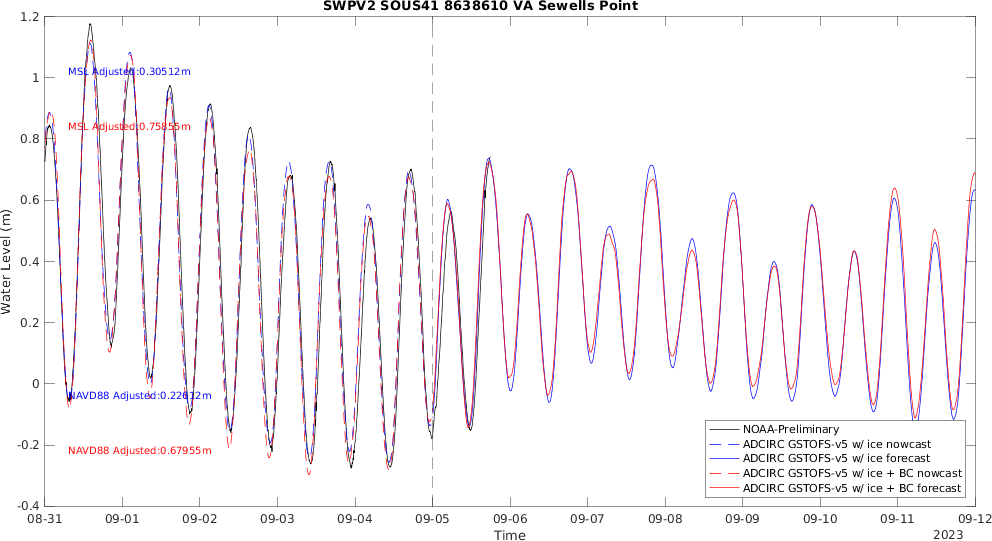 SWPV2 SOUS41 8638610 VA Sewells Point
1.2
1
0.8
0.6
0.4
0.2
0
-0.2
-0.4
Water Level (m)
MSL Adjusted:0.30512m
MSL Adjusted:0.75855m
NAVD88 Adjusted:0.22612m
NAVD88 Adjusted:0.67955m
NOAA-Preliminary
ADCIRC GSTOFS-v5 w/ ice nowcast
ADCIRC GSTOFS-v5 w/ ice forecast
ADCIRC GSTOFS-v5 w/ ice + BC nowcast
ADCIRC GSTOFS-v5 w/ ice + BC forecast
08-31 09-01 09-02 09-03 09-04 09-05 09-06 09-07 09-08 09-09 09-10 09-11 09-12
Time
2023